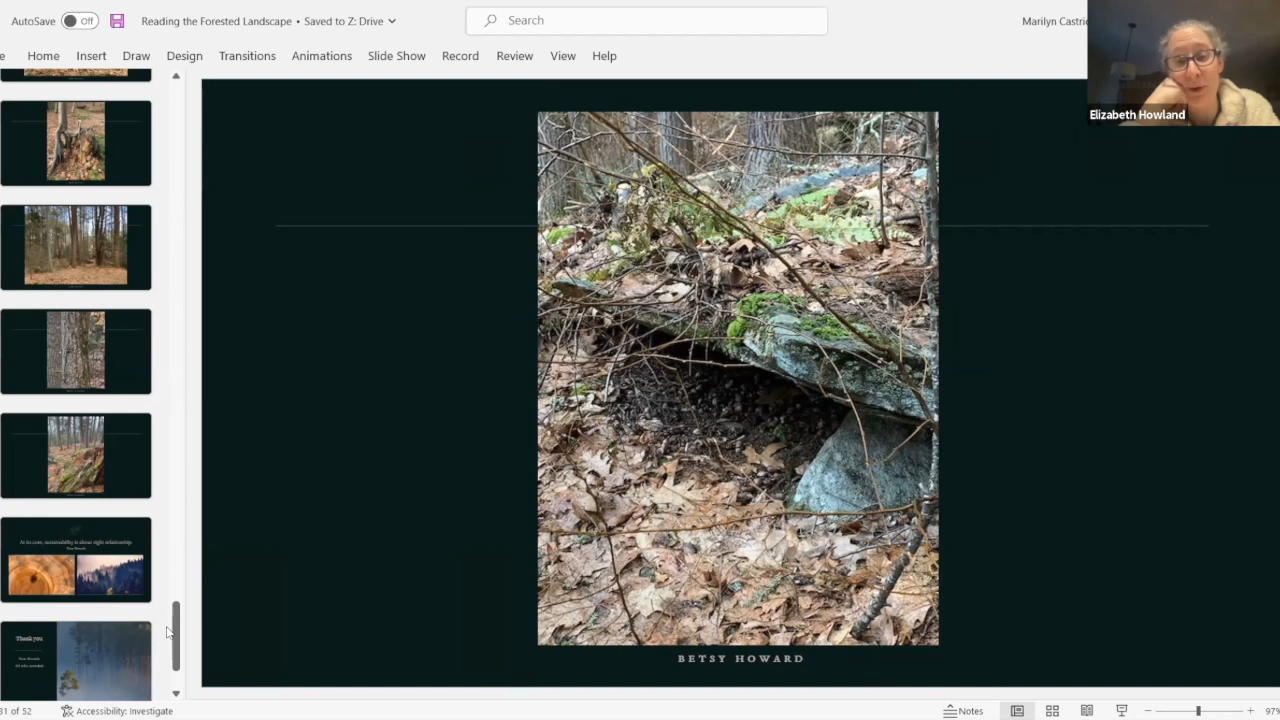 AutoSave Off Reading the Forested Landscape • Saved to Z: Drive Search Marilyn
Home Insert Draw Design Transitions Animations Slide Show Record Review View Help
Elizabeth Howland
BETSY HOWARD
At its core, sustainability is about right relationship.
Thank you
31 of 52 Accessibility: Investigate Notes 97%